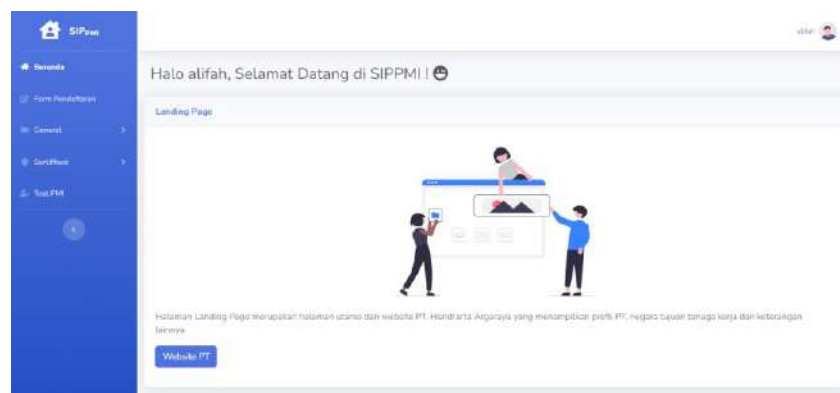 SIPPMI
alifah
Beranda
Halo alifah, Selamat Datang di SIPPMI !
Form Pendaftaran
Landing Page
General
Sertifikasi
Test PMI
Halaman Landing Page merupakan halaman utama dari website PT. Hendrarta Argaraya yang menampilkan profil PT, negara tujuan tenaga kerja dan keterangan
lainnya
Website PT